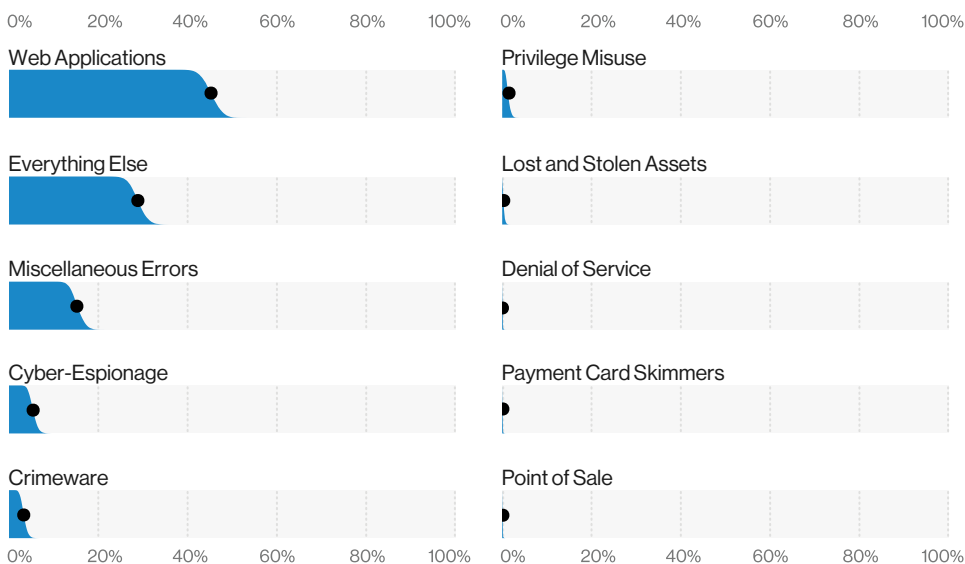 0% 20% 40% 60% 80% 100%
Web Applications
Everything Else
Miscellaneous Errors
Cyber-Espionage
Crimeware
0% 20% 40% 60% 80% 100%
0% 20% 40% 60% 80% 100%
Privilege Misuse
Lost and Stolen Assets
Denial of Service
Payment Card Skimmers
Point of Sale
0% 20% 40% 60% 80% 100%